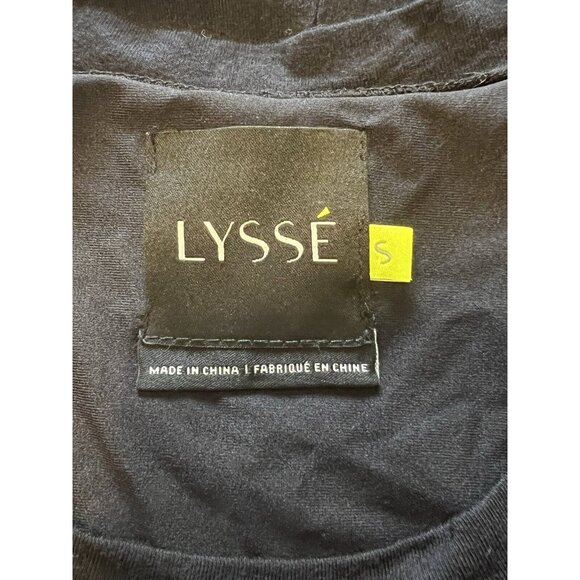 LYSSÉ
S
MADE IN CHINA | FABRIQUÉ EN CHINE